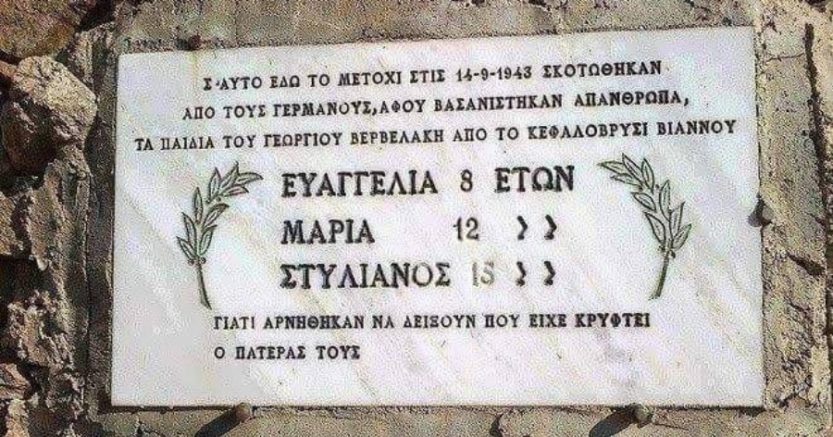 Σ'ΑΥΤΟ ΕΔΩ ΤΟ ΜΕΤΟΧΙ ΣΤΙΣ 14-9-1943 ΣΚΟΤΩΘΗΚΑΝ
ΑΠΟ ΤΟΥΣ ΓΕΡΜΑΝΟΥΣ,ΑΦΟΥ ΒΑΣΑΝΙΣΤΗΚΑΝ ΑΠΑΝΘΡΩΠΑ,
ΤΑ ΠΑΙΔΙΑ ΤΟΥ ΓΕΩΡΓΙΟΥ ΒΕΡΒΕΛΑΚΗ ΑΠΟ ΤΟ ΚΕΦΑΛΟΒΡΥΣΙ ΒΙΑΝΝΟΥ
ΕΥΑΓΓΕΛΙΑ 8 ΕΤΩΝ
ΜΑΡΙΑ 12 》》
ΣΤΥΛΙΑΝΟΣ 15 》》
ΓΙΑΤΙ ΑΡΝΗΘΗΚΑΝ ΝΑ ΔΕΙΞΟΥΝ ΠΟΥ ΕΙΧΕ ΚΡΥΦΤΕΙ
Ο ΠΑΤΕΡΑΣ ΤΟΥΣ